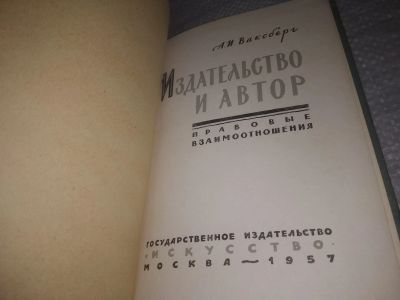 А.И. Ваксберг
ИЗДАТЕЛЬСТВО
И АВТОР
ПРАВОВЫЕ
ВЗАИМООТНОШЕНИЯ
ГОСУДАРСТВЕННОЕ ИЗДАТЕЛЬСТВО
«ИСКУССТВО»
МОСКВА — 1957